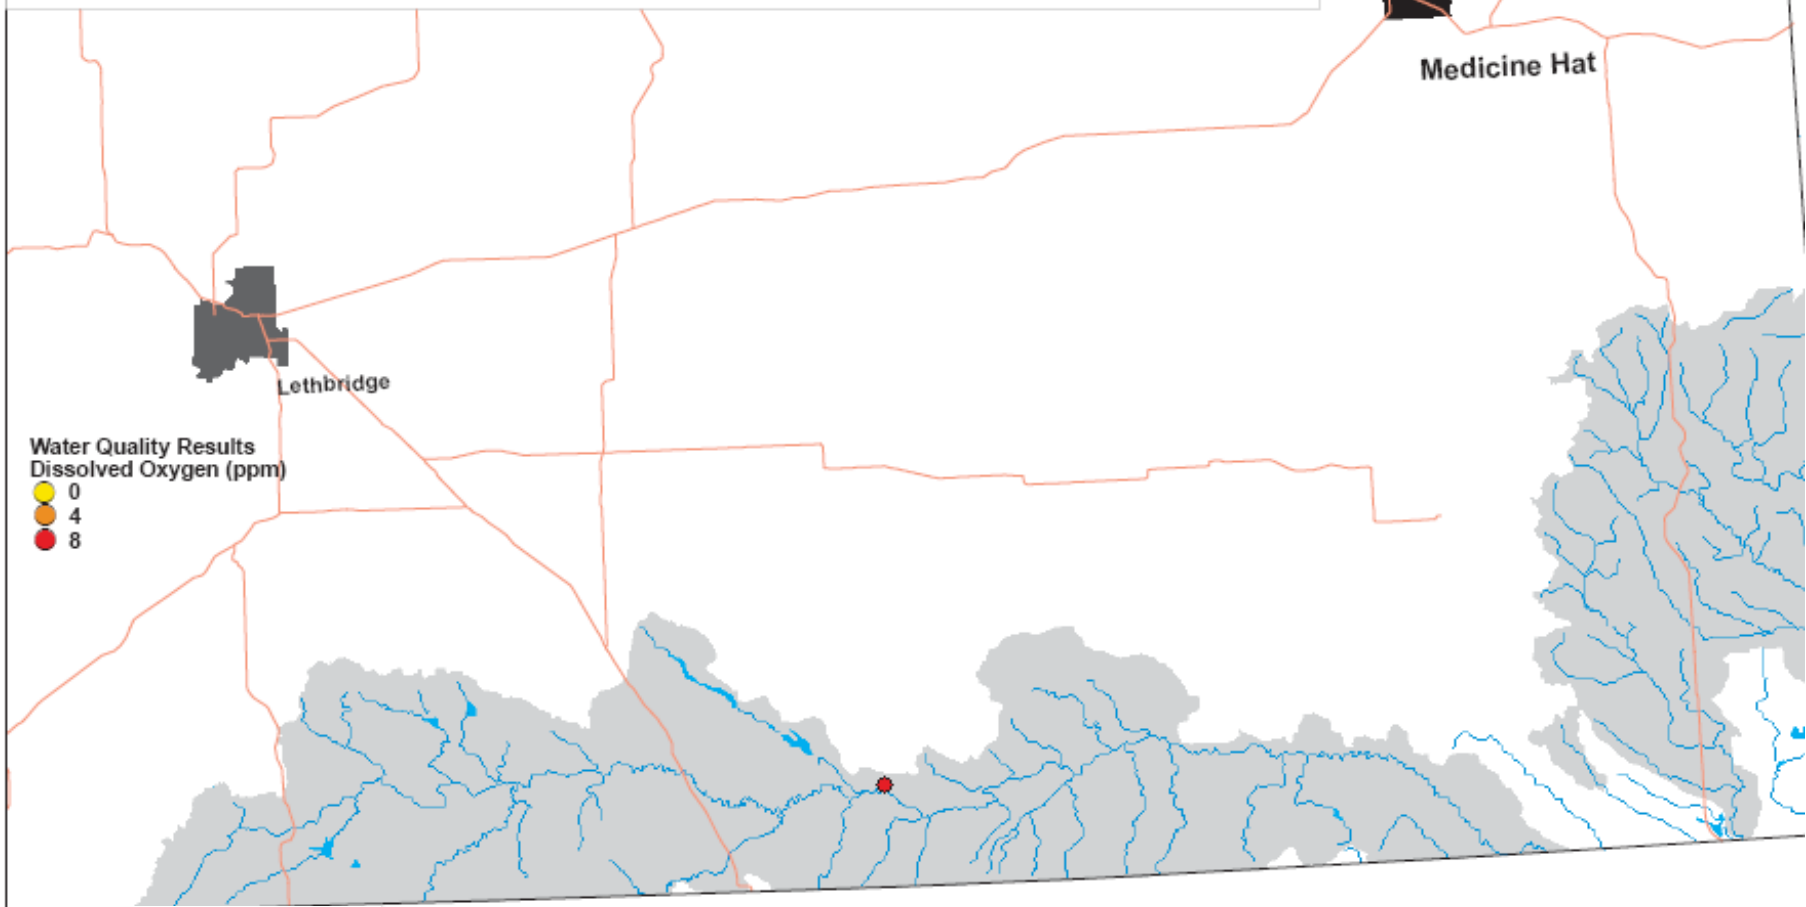 Medicine Hat
Lethbridge
Water Quality Results
Dissolved Oxygen (ppm)
0
4
8